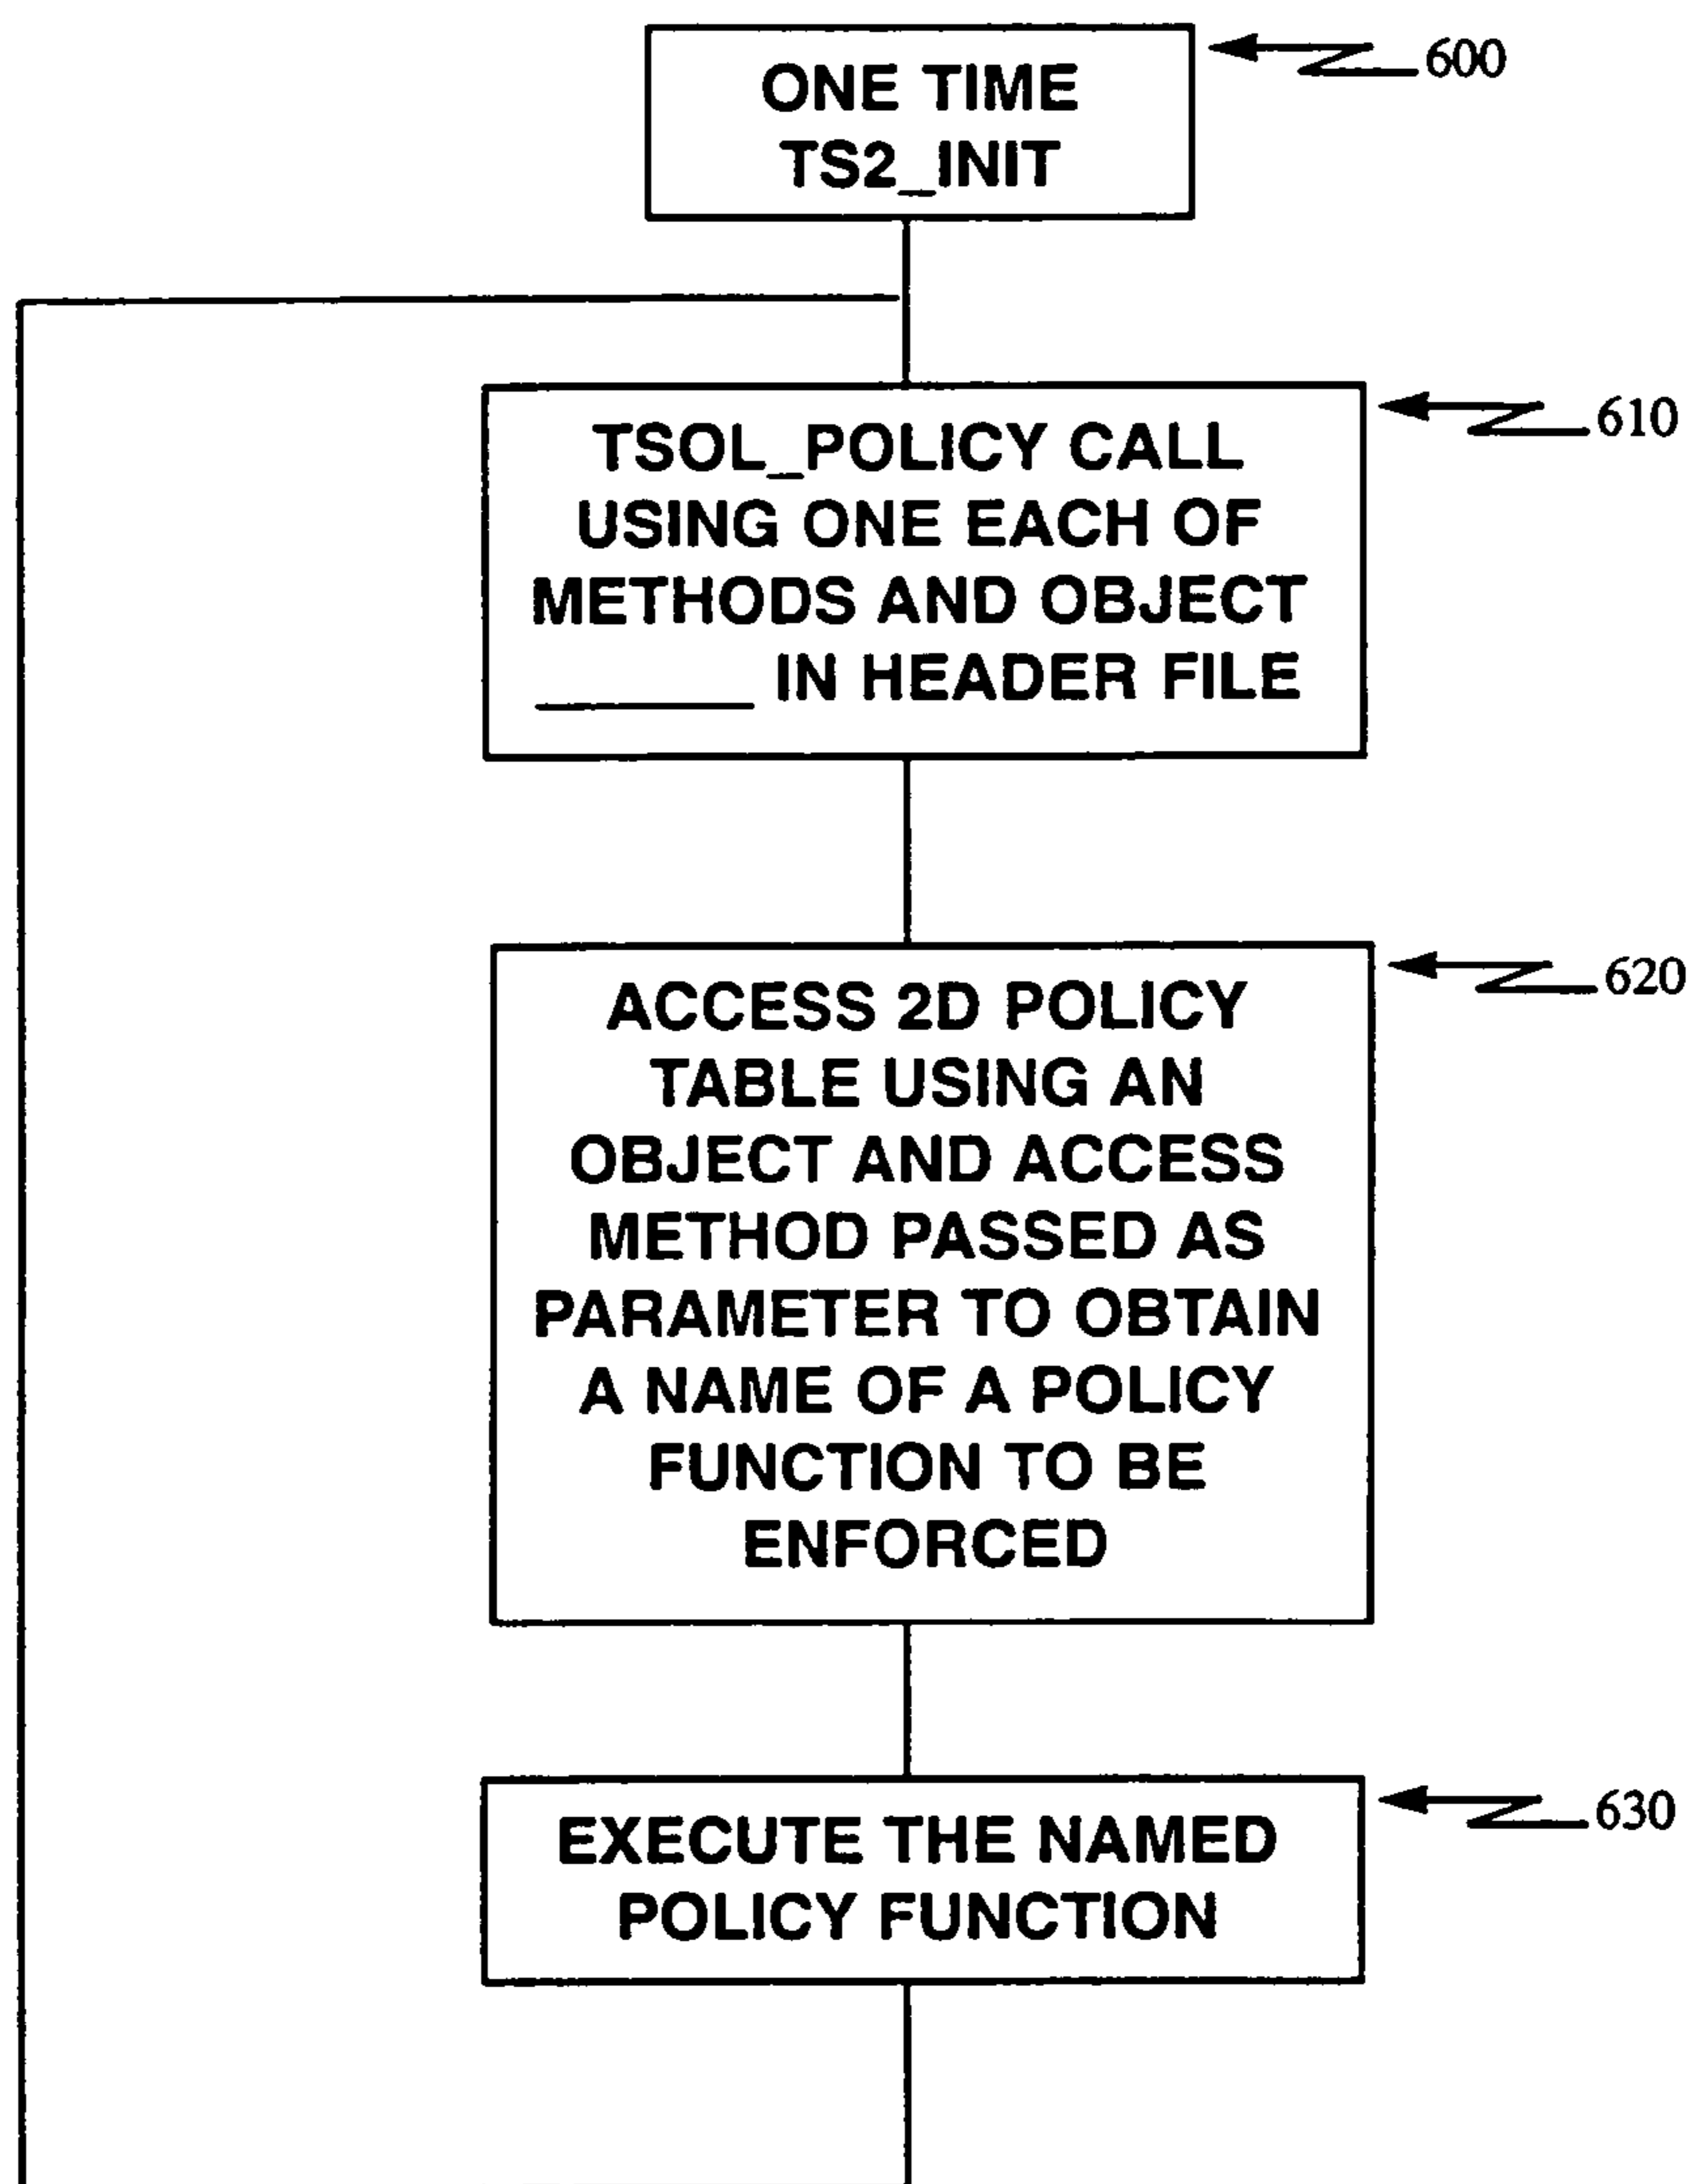 ONE TIME
TS2_INIT
600
TSOL_POLICY CALL
USING ONE EACH OF
METHODS AND OBJECT
_______ IN HEADER FILE
610
ACCESS 2D POLICY
TABLE USING AN
OBJECT AND ACCESS
METHOD PASSED AS
PARAMETER TO OBTAIN
A NAME OF A POLICY
FUNCTION TO BE
ENFORCED
620
EXECUTE THE NAMED
POLICY FUNCTION
630